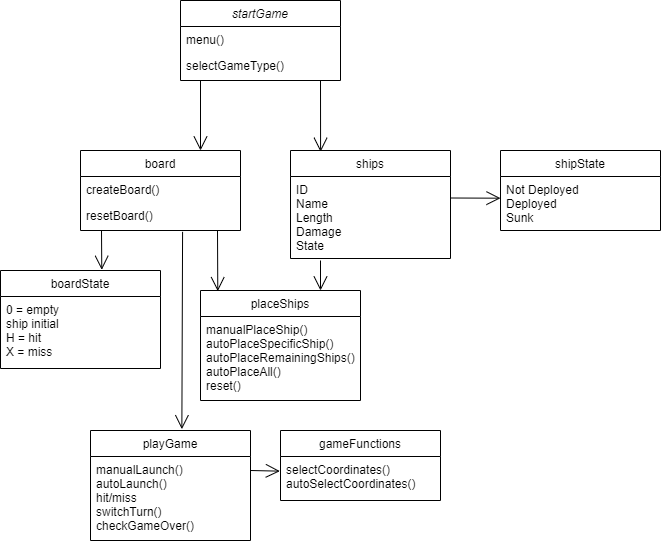 startGame
menu()
selectGameType()
board
createBoard()
resetBoard()
ships
ID
Name
Length
Damage
State
shipState
Not Deployed
Deployed
Sunk
boardState
0 = empty
ship initial
H = hit
X = miss
placeShips
manualPlaceShip()
autoPlaceSpecificShip()
autoPlaceRemainingShips()
autoPlaceAll()
reset()
playGame
manualLaunch()
autoLaunch()
hit/miss
switchTurn()
checkGameOver()
gameFunctions
selectCoordinates()
autoSelectCoordinates()